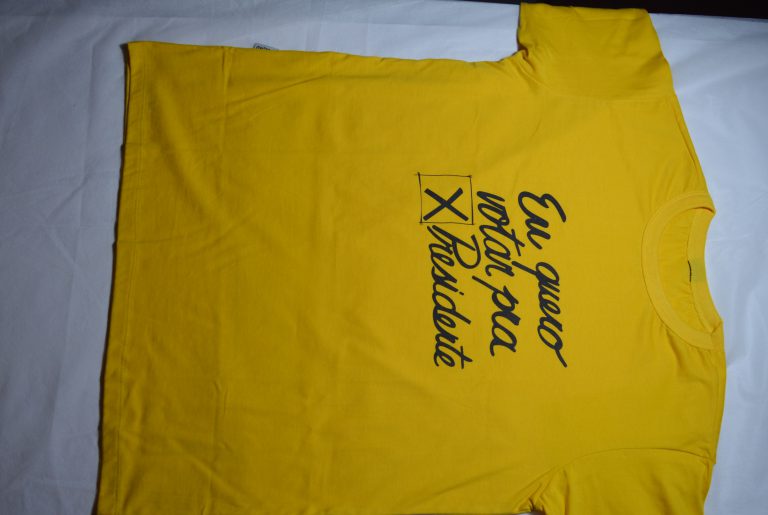 Eu quero
votar pra
X Presidente